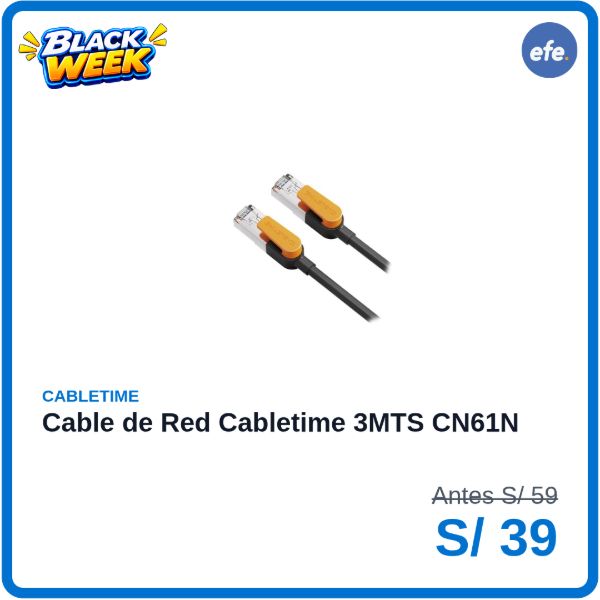 BLACK
WEEK
efe.
CABLETIME
Cable de Red Cabletime 3MTS CN61N
Antes S/ 59
S/ 39